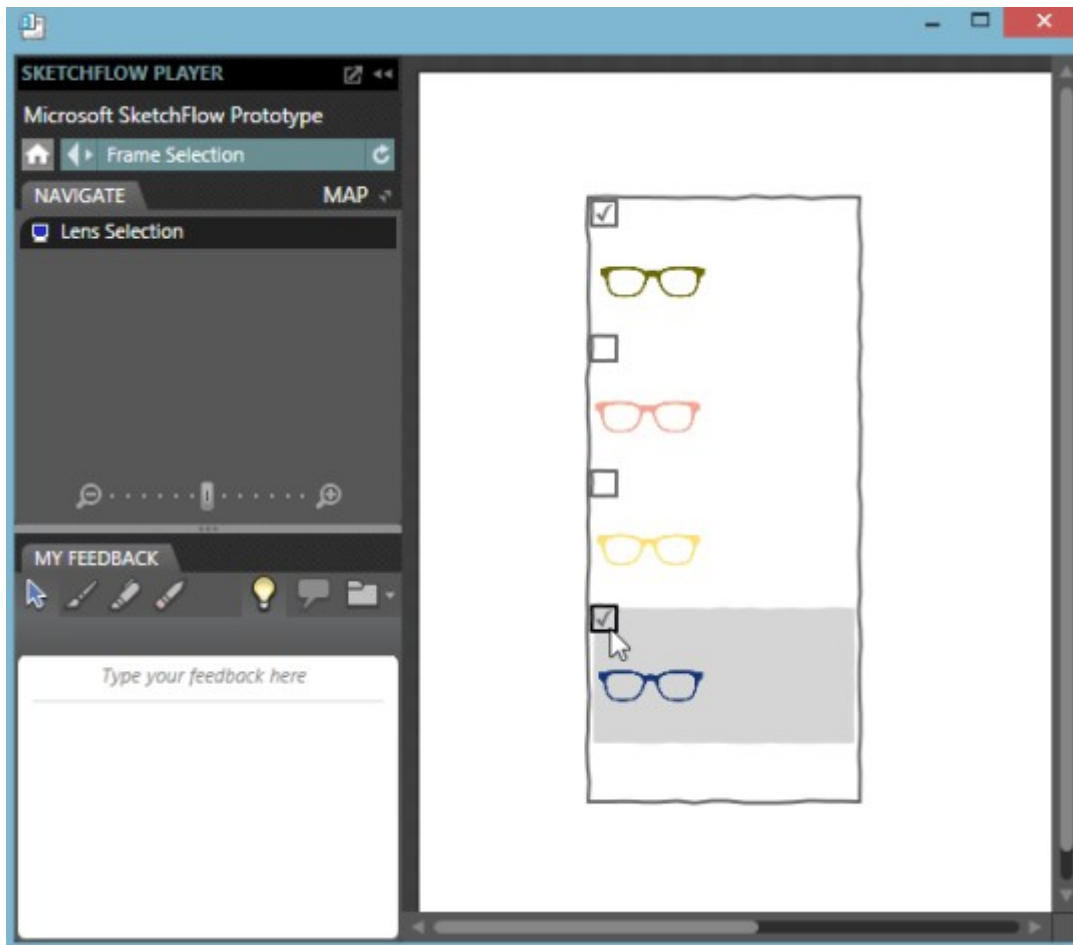 SKETCHFLOW PLAYER
Microsoft SketchFlow Prototype
Frame Selection
NAVIGATE MAP
Lens Selection
MY FEEDBACK
Type your feedback here